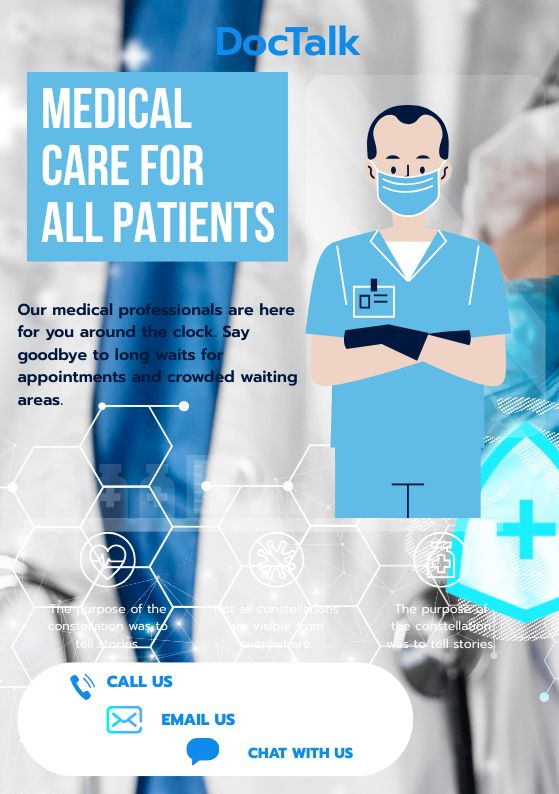 DocTalk
MEDICAL
CARE FOR
ALL PATIENTS
Our medical professionals are here
for you around the clock. Say
goodbye to long waits for
appointments and crowded waiting
areas.
The purpose of the
constellation was to
tell stories.
Not all constellations
are visible from
everywhere.
The purpose of
the constellation
was to tell stories.
CALL US
EMAIL US
CHAT WITH US